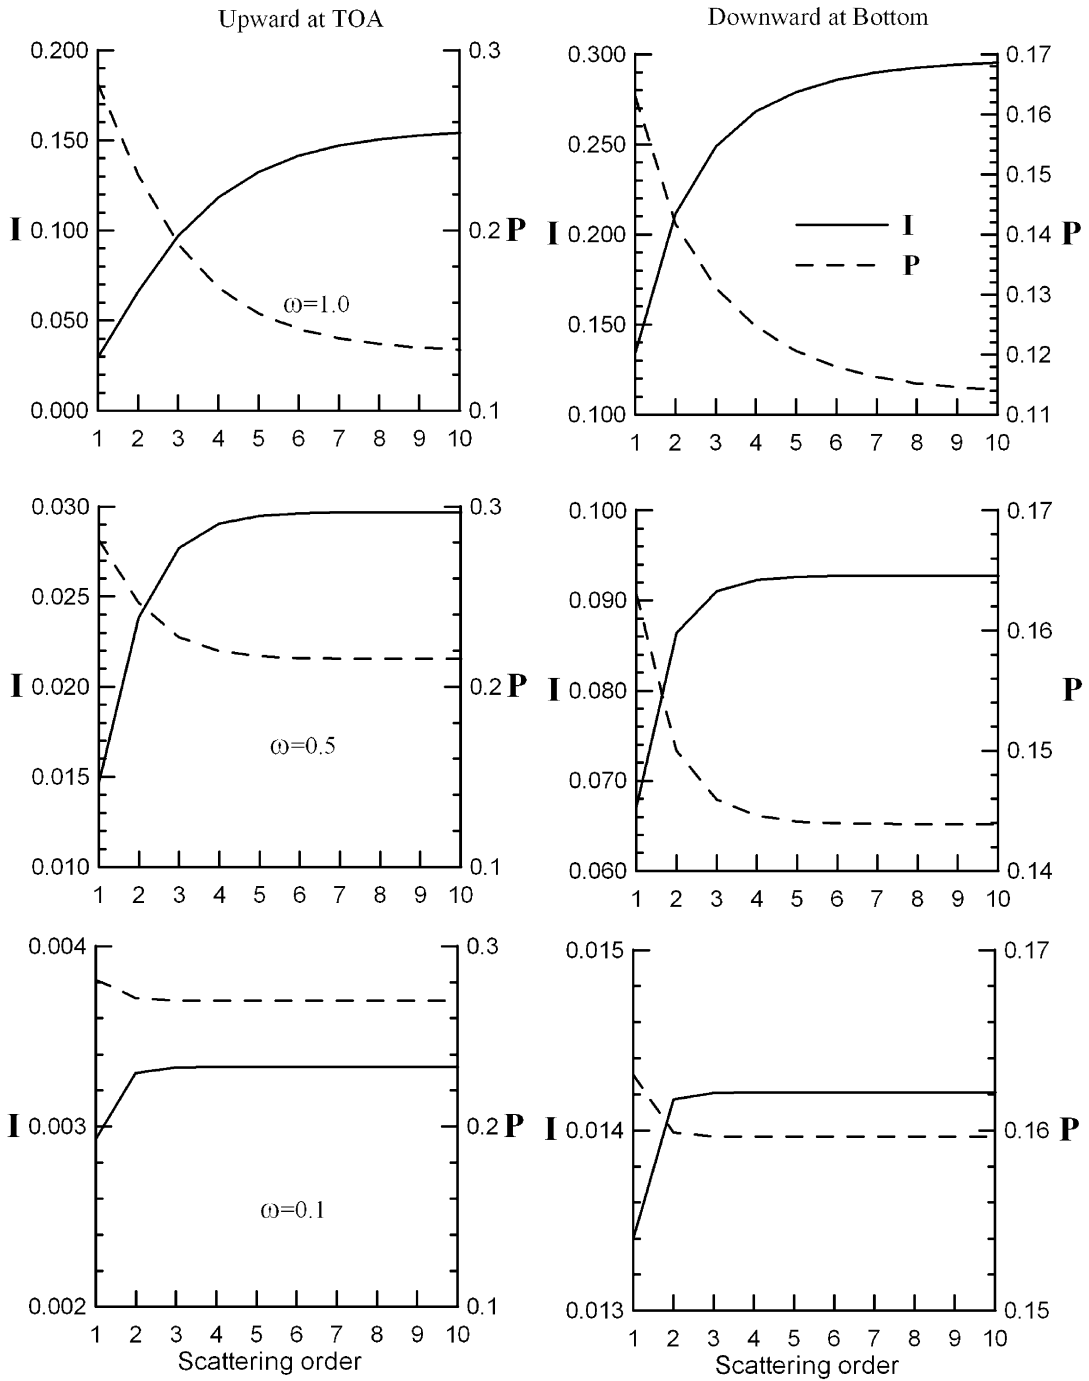 Upward at TOA
Downward at Bottom
0.200 0.3
0.150
I 0.100 0.2 P
0.050 ω=1.0
0.000 0.1
1 2 3 4 5 6 7 8 9 10
0.300 0.17
0.16
0.250
0.15
I 0.200 0.14 P
I
P
0.13
0.150
0.12
0.100 0.11
1 2 3 4 5 6 7 8 9 10
0.030 0.3
0.025
I 0.020 0.2 P
ω=0.5
0.015
0.010 0.1
1 2 3 4 5 6 7 8 9 10
0.100 0.17
0.090
0.16
I 0.080 P
0.15
0.070
0.060 0.14
1 2 3 4 5 6 7 8 9 10
0.004 0.3
I 0.003 0.2 P
ω=0.1
0.002 0.1
1 2 3 4 5 6 7 8 9 10
Scattering order
0.015 0.17
I 0.014 0.16 P
0.013 0.15
1 2 3 4 5 6 7 8 9 10
Scattering order